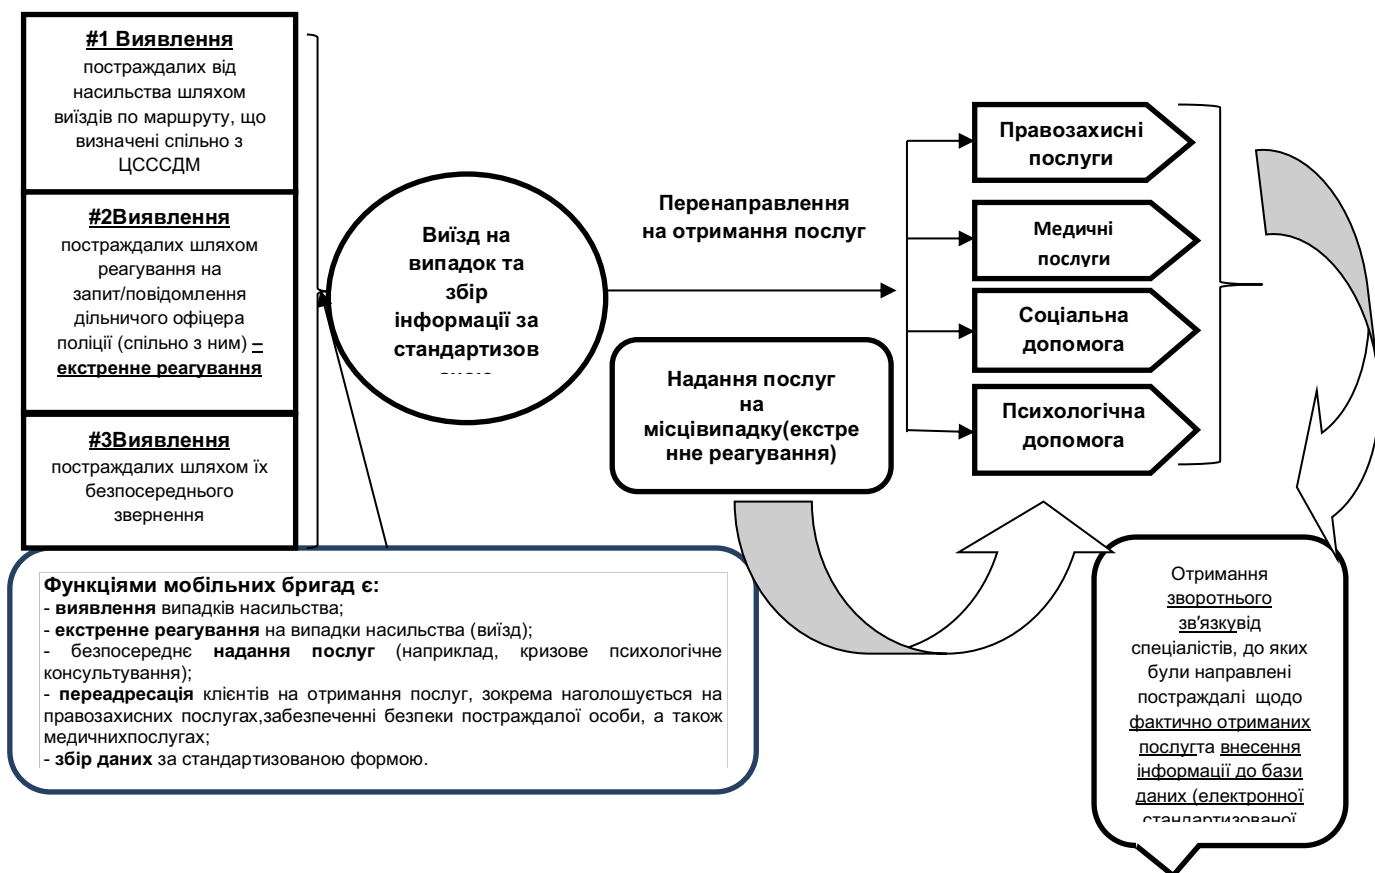 #1 Виявлення
постраждалих від
насильства шляхом
виїздів по маршруту, що
визначені спільно з
ЦСССДМ
#2Виявлення
постраждалих шляхом
реагування на
запит/повідомлення
дільничого офіцера
поліції (спільно з ним) –
екстренне реагування
#3Виявлення
постраждалих шляхом їх
безпосереднього
звернення
Виїзд на
випадок та
збір
інформації за
стандартизов
Перенаправлення
на отримання послуг
Надання послуг
на
місцівипадку(екстре
нне реагування)
Правозахисні
послуги
Медичні
послуги
Соціальна
допомога
Психологічна
допомога
Функціями мобільних бригад є:
- виявлення випадків насильства;
- екстренне реагування на випадки насильства (виїзд);
- безпосереднє надання послуг (наприклад, кризове психологічне
консультування);
- переадресація клієнтів на отримання послуг, зокрема наголошується на
правозахисних послугах,забезпеченні безпеки постраждалої особи, а також
медичнихпослугах;
- збір даних за стандартизованою формою.
Отримання
зворотнього
зв'язкувід
спеціалістів, до яких
були направлені
постраждалі щодо
фактично отриманих
послугта внесення
інформації до бази
даних (електронної
стандартизованої